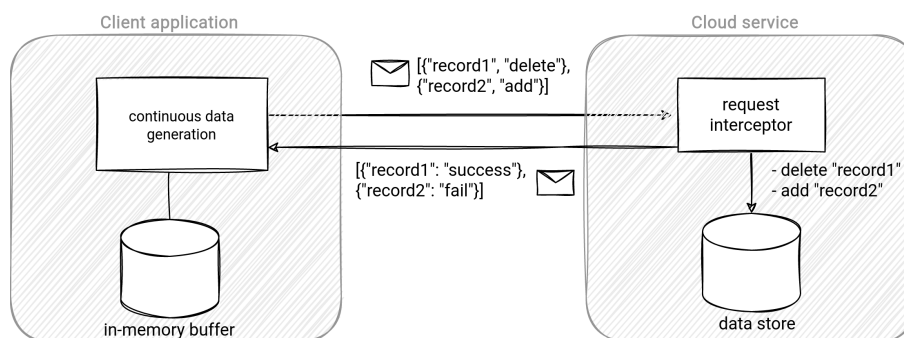 Client application
Cloud service
[{"record1", "delete"},
{"record2", "add"}]
continuous data
generation
request
interceptor
[{"record1": "success"},
{"record2": "fail"}]
- delete "record1"
- add "record2"
in-memory buffer
data store